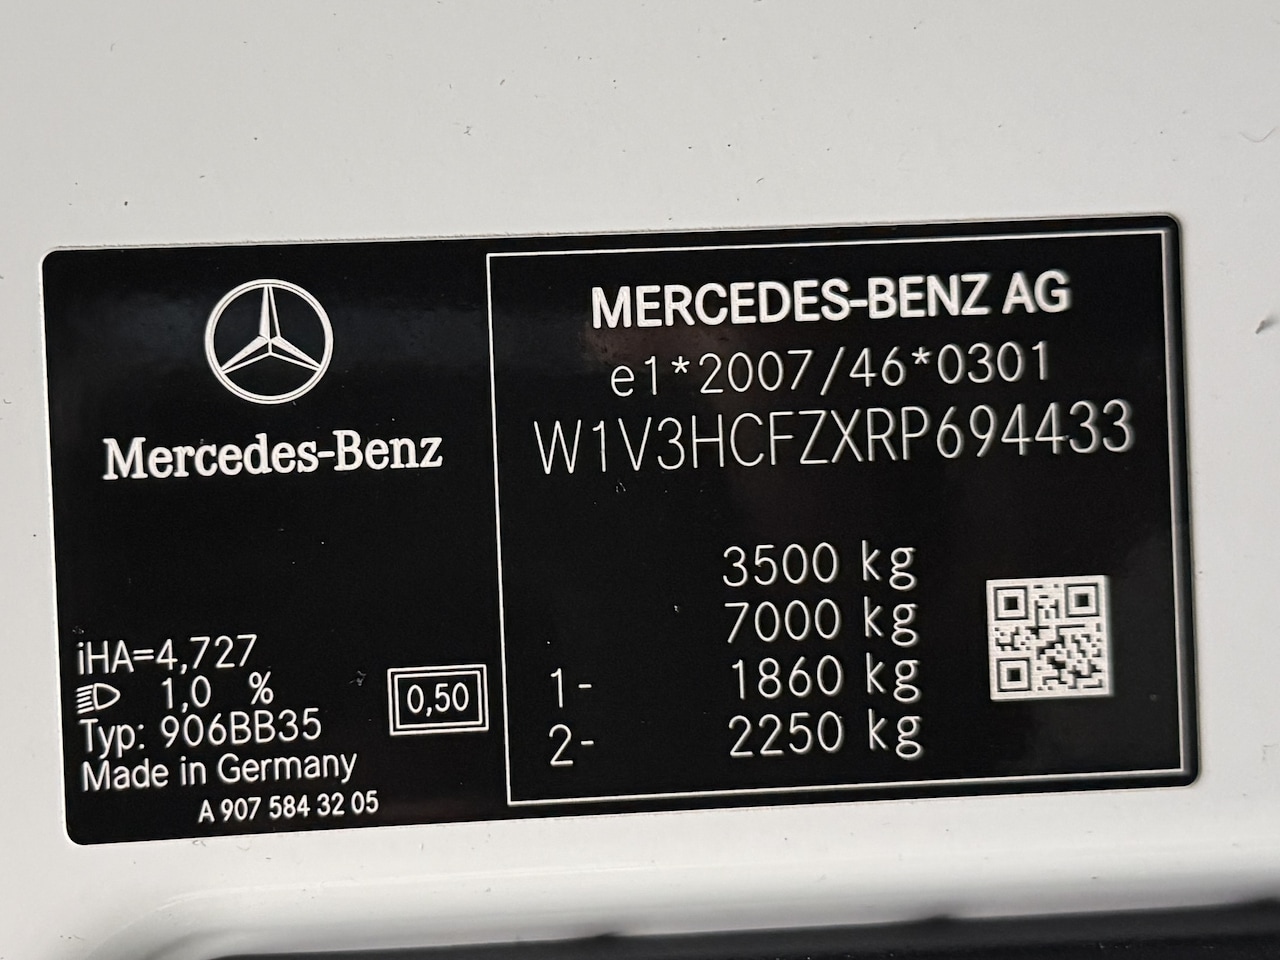 Mercedes-Benz
iHA=4,727
1,0 %
Typ: 906BB35
Made in Germany
A 907 584 32 05
0,50
MERCEDES-BENZ AG
e1*2007/46*0301
W1V3HCFZXRP694433
3500 kg
7000 kg
1- 1860 kg
2- 2250 kg